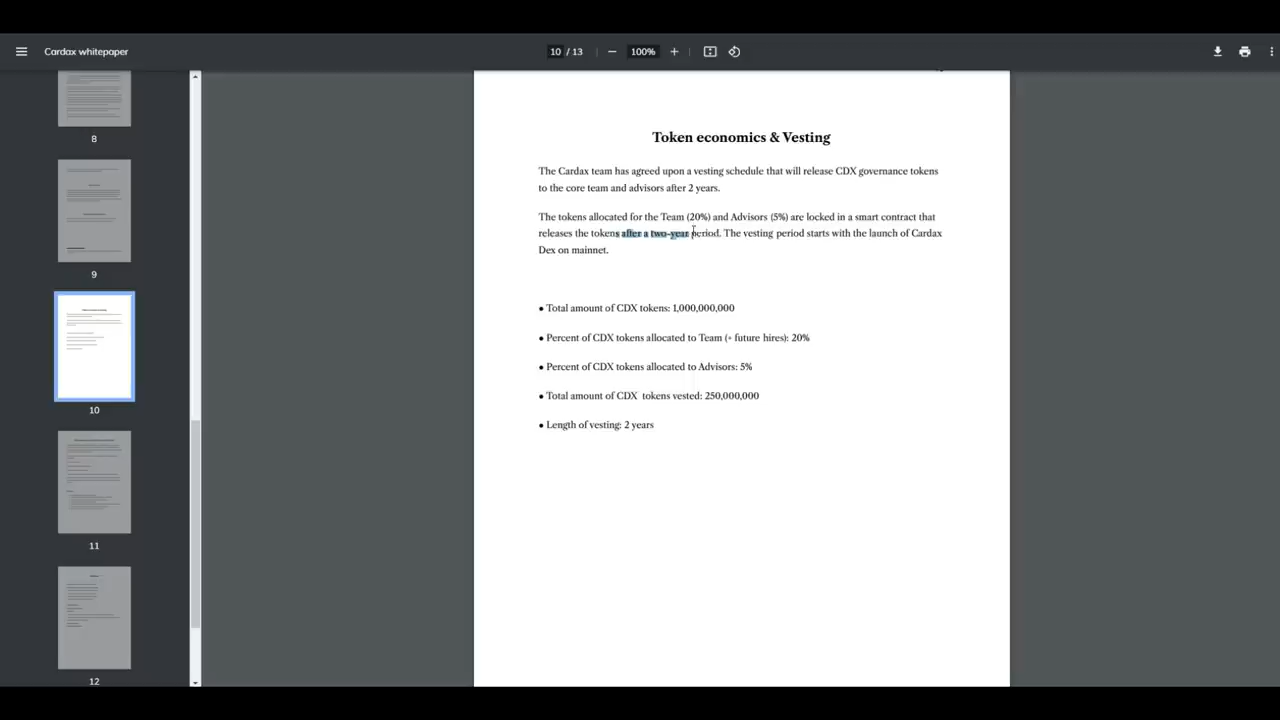 Cardax whitepaper
10 / 13
100%
8
9
10
11
12
Token economics & Vesting
The Cardax team has agreed upon a vesting schedule that will release CDX governance tokens
to the core team and advisors after 2 years.
The tokens allocated for the Team (20%) and Advisors (5%) are locked in a smart contract that
releases the tokens after a two-year period. The vesting period starts with the launch of Cardax
Dex on mainnet.
● Total amount of CDX tokens: 1,000,000,000
● Percent of CDX tokens allocated to Team (+ future hires): 20%
● Percent of CDX tokens allocated to Advisors: 5%
● Total amount of CDX tokens vested: 250,000,000
● Length of vesting: 2 years